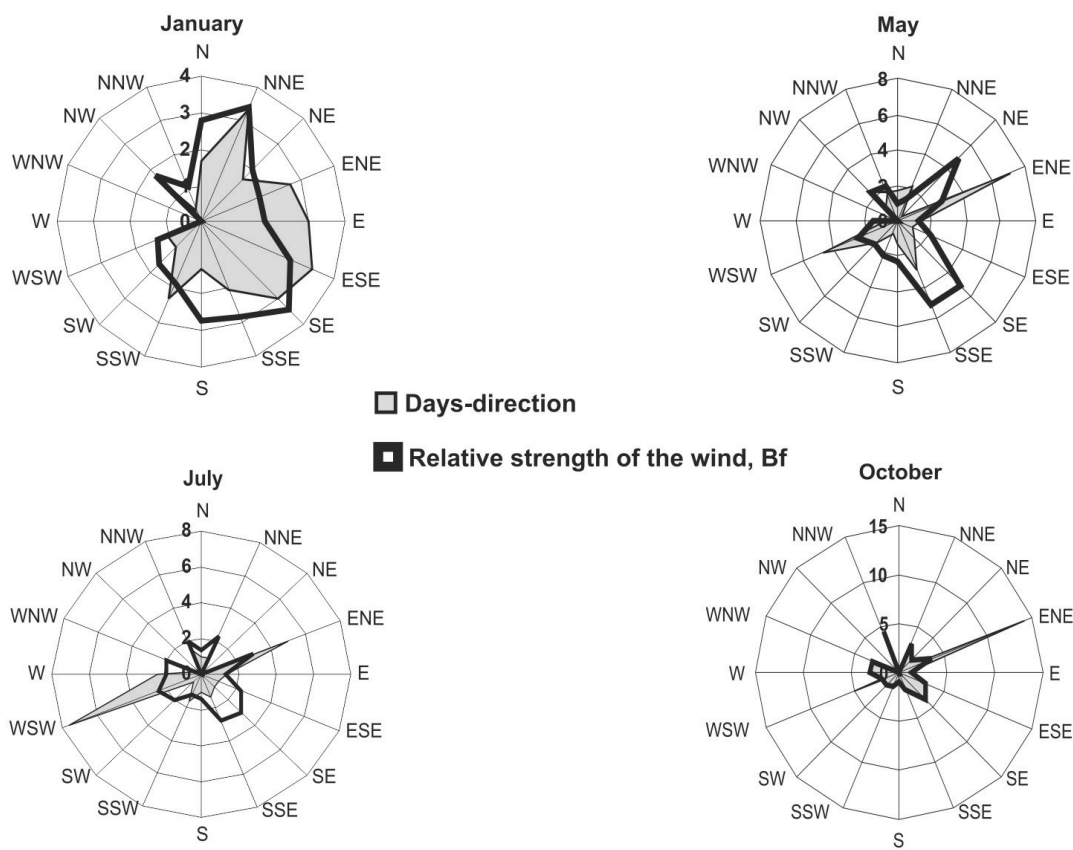 January
N
NNE
NE
ENE
E
ESE
SE
SSE
S
SSW
SW
WSW
W
WNW
NW
NNW
4
3
2
1
0
May
N
NNE
NE
ENE
E
ESE
SE
SSE
S
SSW
SW
WSW
W
WNW
NW
NNW
8
6
4
2
0
Days-direction
Relative strength of the wind, Bf
July
N
NNE
NE
ENE
E
ESE
SE
SSE
S
SSW
SW
WSW
W
WNW
NW
NNW
8
6
4
2
0
October
N
NNE
NE
ENE
E
ESE
SE
SSE
S
SSW
SW
WSW
W
WNW
NW
NNW
15
10
5
0